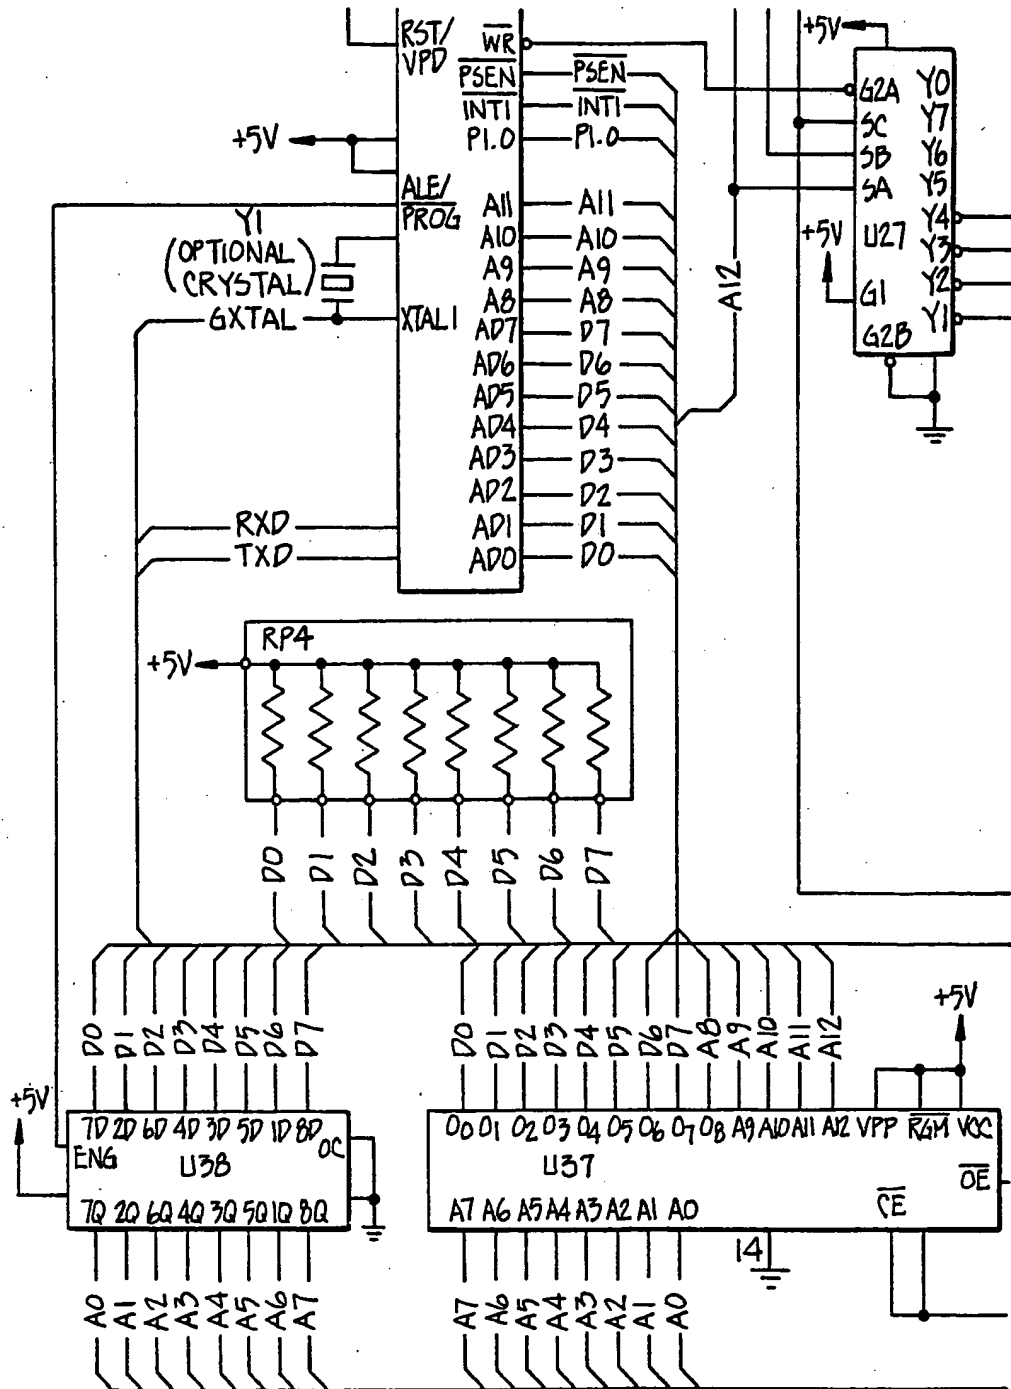 RST/
VPD
WR
PSEN
PSEN
INT1
INT1
P1.0
P1.0
+5V
ALE/
PROG
Y1
(OPTIONAL
CRYSTAL)
GXTAL
XTAL1
A11
A11
A10
A10
A9
A9
A8
A8
AD7
D7
AD6
D6
AD5
D5
AD4
D4
AD3
D3
AD2
D2
AD1
D1
AD0
D0
RXD
TXD
A12
+5V
G2A
Y0
SC
Y7
SB
Y6
SA
Y5
Y4
+5V
U27
Y3
G1
Y2
Y1
G2B
RP4
+5V
D0 D1 D2 D3 D4 D5 D6 D7
D0 D1 D2 D3 D4 D5 D6 D7
D0 D1 D2 D3 D4 D5 D6 D7 A8 A9 A10 A11 A12
+5V
+5V
7D 2D 6D 4D 3D 5D 1D 8D
OC
ENG
U38
7Q 2Q 6Q 4Q 3Q 5Q 1Q 8Q
O0 O1 O2 O3 O4 O5 O6 O7 O8 A9 A10 A11 A12 VPP RGM VCC
U37
OE
A7 A6 A5 A4 A3 A2 A1 A0
CE
14
A0 A1 A2 A3 A4 A5 A6 A7
A7 A6 A5 A4 A3 A2 A1 A0